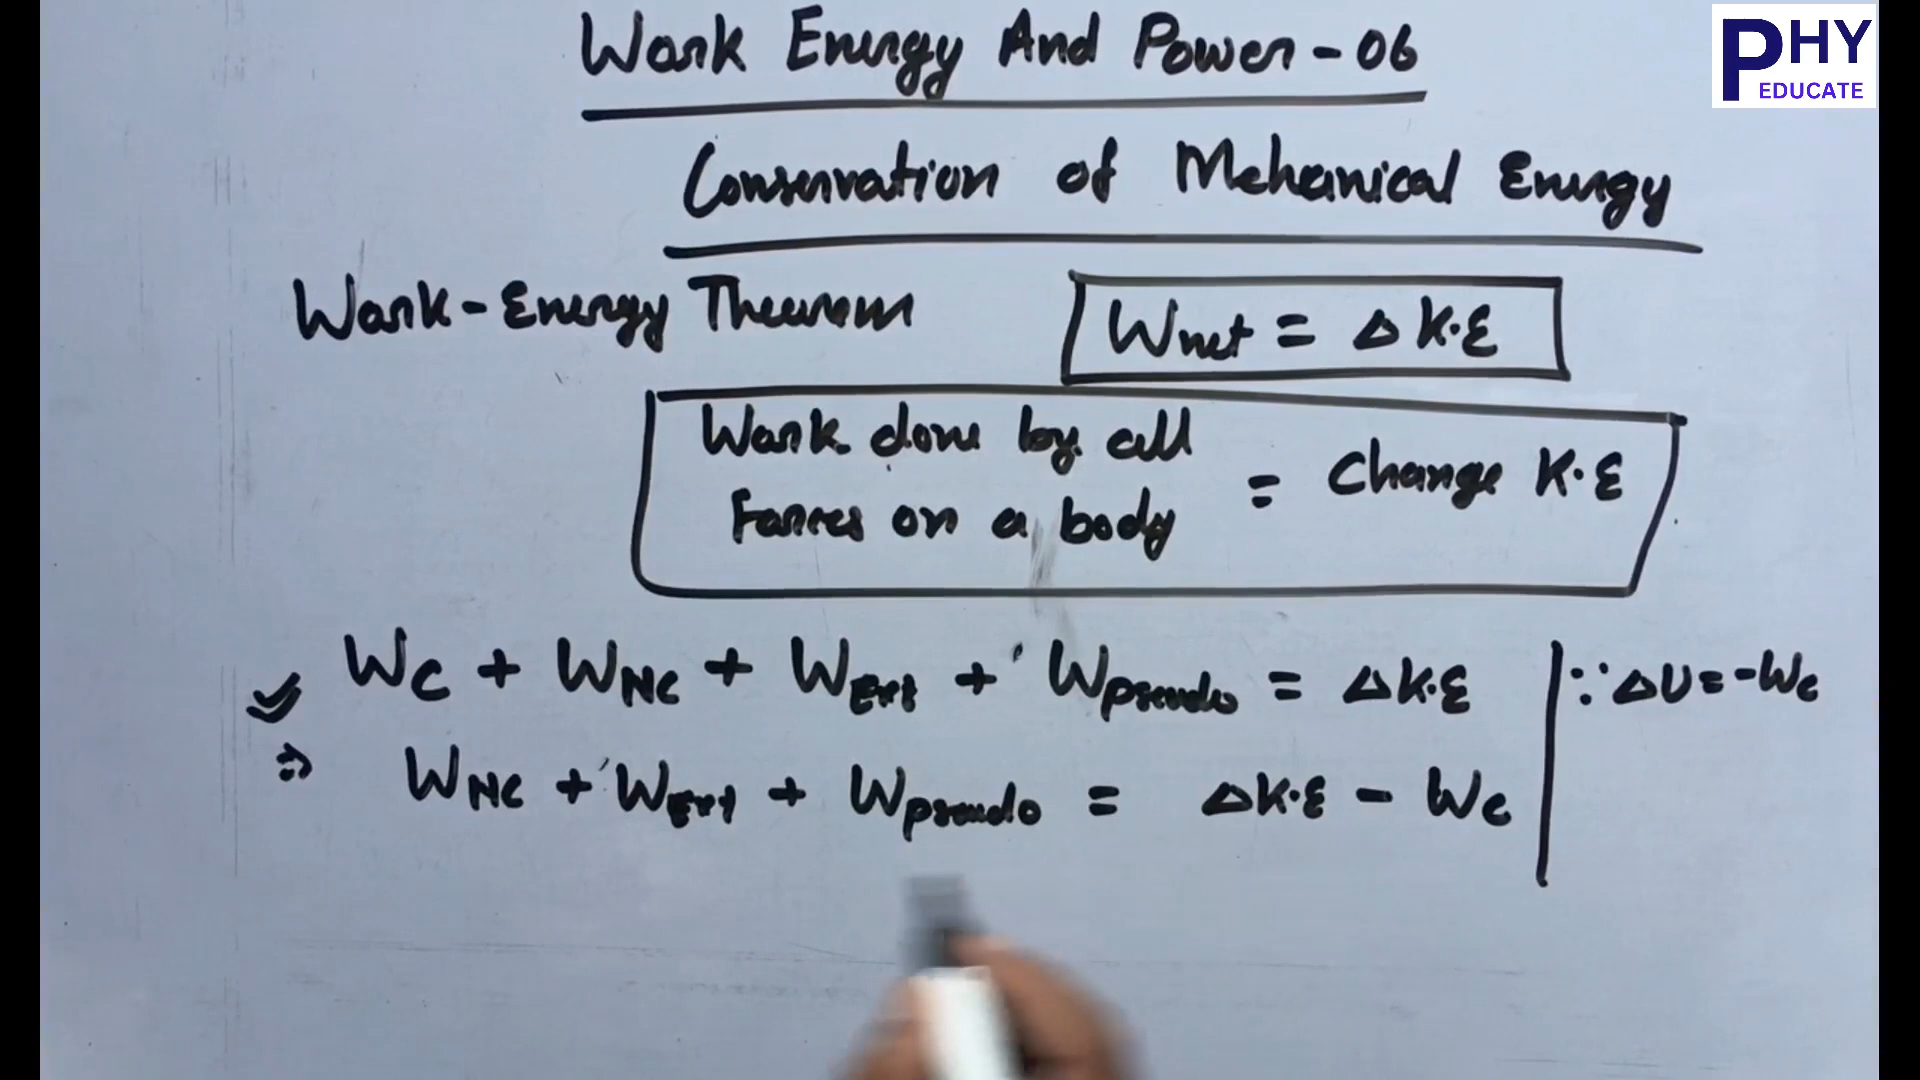 Work Energy And Power - 06
PHY
EDUCATE
Conservation of Mehanical Energy
Work-Energy Theorem
Wnet = Δ K.E
Work done by all
Forces on a body
= Change K.E
WC + WNC + WExt + Wpseudo = ΔK.E
∵ ΔU = -Wc
⇒ WNC + WExt + Wpseudo = ΔK.E - Wc